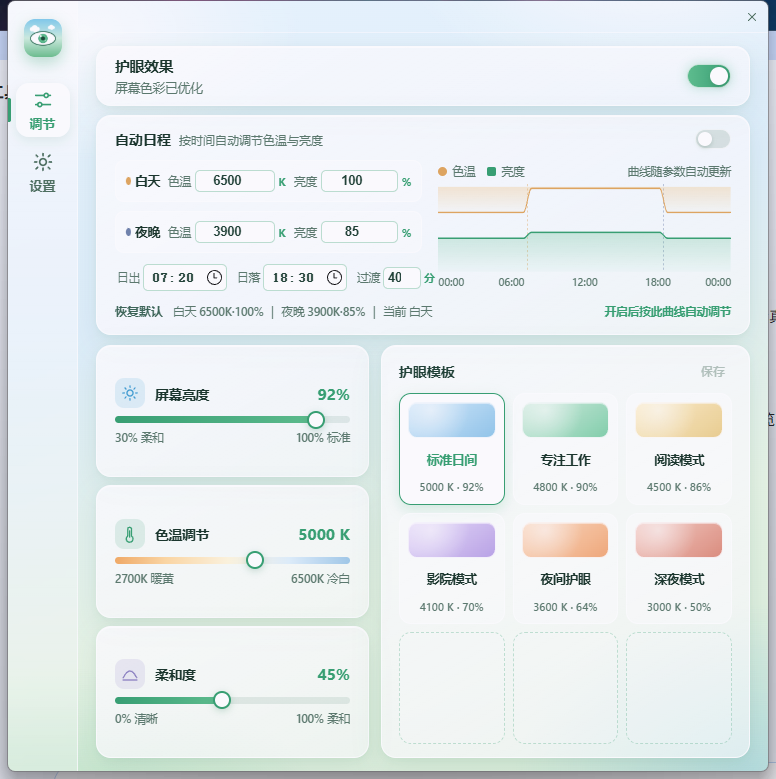 护眼效果
屏幕色彩已优化
调节
设置
自动日程 按时间自动调节色温与亮度
白天 色温 6500 K 亮度 100 %
夜晚 色温 3900 K 亮度 85 %
日出 07:20 日落 18:30 过渡 40 分
色温 亮度 曲线随参数自动更新
00:00 06:00 12:00 18:00 00:00
恢复默认 白天 6500K·100% | 夜晚 3900K·85% | 当前 白天
开启后按此曲线自动调节
屏幕亮度 92%
30% 柔和 100% 标准
色温调节 5000 K
2700K 暖黄 6500K 冷白
柔和度 45%
0% 清晰 100% 柔和
护眼模板 保存
标准日间 专注工作 阅读模式
5000 K · 92% 4800 K · 90% 4500 K · 86%
影院模式 夜间护眼 深夜模式
4100 K · 70% 3600 K · 64% 3000 K · 50%